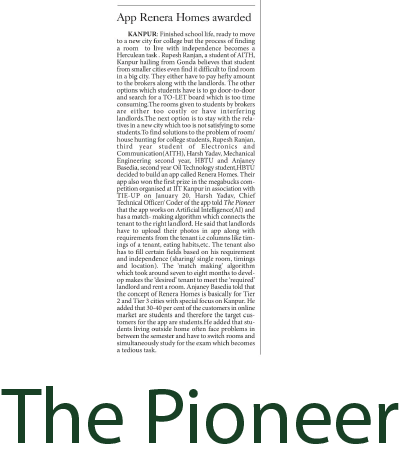 App Renera Homes awarded
KANPUR: Finished school life, ready to move
to a new city for college but the process of finding
a room to live with independence becomes a
Herculean task . Rupesh Ranjan, a student of AITH,
Kanpur hailing from Gonda believes that student
from smaller cities even find it difficult to find room
in a big city. They either have to pay hefty amount
to the brokers along with the landlords. The other
options which students have is to go door-to-door
and search for a TO-LET board which is too time
consuming.The rooms given to students by brokers
are either too costly or have interfering
landlords.The next option is to stay with the rela-
tives in a new city which too is not satisfying to some
students.To find solutions to the problem of room/
house hunting for college students, Rupesh Ranjan,
third year student of Electronics and
Communication(AITH), Harsh Yadav, Mechanical
Engineering second year, HBTU and Anjaney
Basedia, second year Oil Technology student,HBTU
decided to build an app called Renera Homes. Their
app also won the first prize in the megabucks com-
petition organised at IIT Kanpur in association with
TIE-UP on January 20. Harsh Yadav, Chief
Technical Officer/ Coder of the app told The Pioneer
that the app works on Artificial Intelligence(AI) and
has a match- making algorithm which connects the
tenant to the right landlord. He said that landlords
have to upload their photos in app along with
requirements from the tenant i.e columns like tim-
ings of a tenant, eating habits,etc. The tenant also
has to fill certain fields based on his requirement
and independence (sharing/ single room, timings
and location). The 'match making' algorithm
which took around seven to eight months to devel-
op makes the 'desired' tenant to meet the 'required'
landlord and rent a room. Anjaney Basedia told that
the concept of Renera Homes is basically for Tier
2 and Tier 3 cities with special focus on Kanpur. He
added that 30-40 per cent of the customers in online
market are students and therefore the target cus-
tomers for the app are students.He added that stu-
dents living outside home often face problems in
between the semester and have to switch rooms and
simultaneously study for the exam which becomes
a tedious task.
The Pioneer